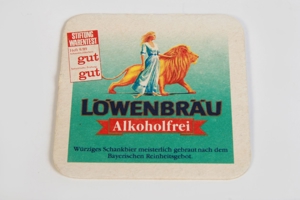 STIFTUNG
WARENTEST
gut
gut
LÖWENBRÄU
Alkoholfrei
Würziges Schankbier meisterlich gebraut nach dem
Bayerischen Reinheitsgebot.